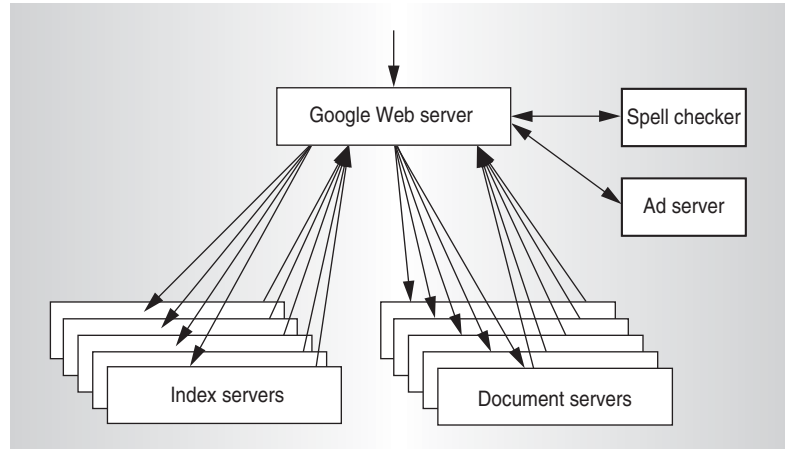 Google Web server
Spell checker
Ad server
Index servers
Document servers